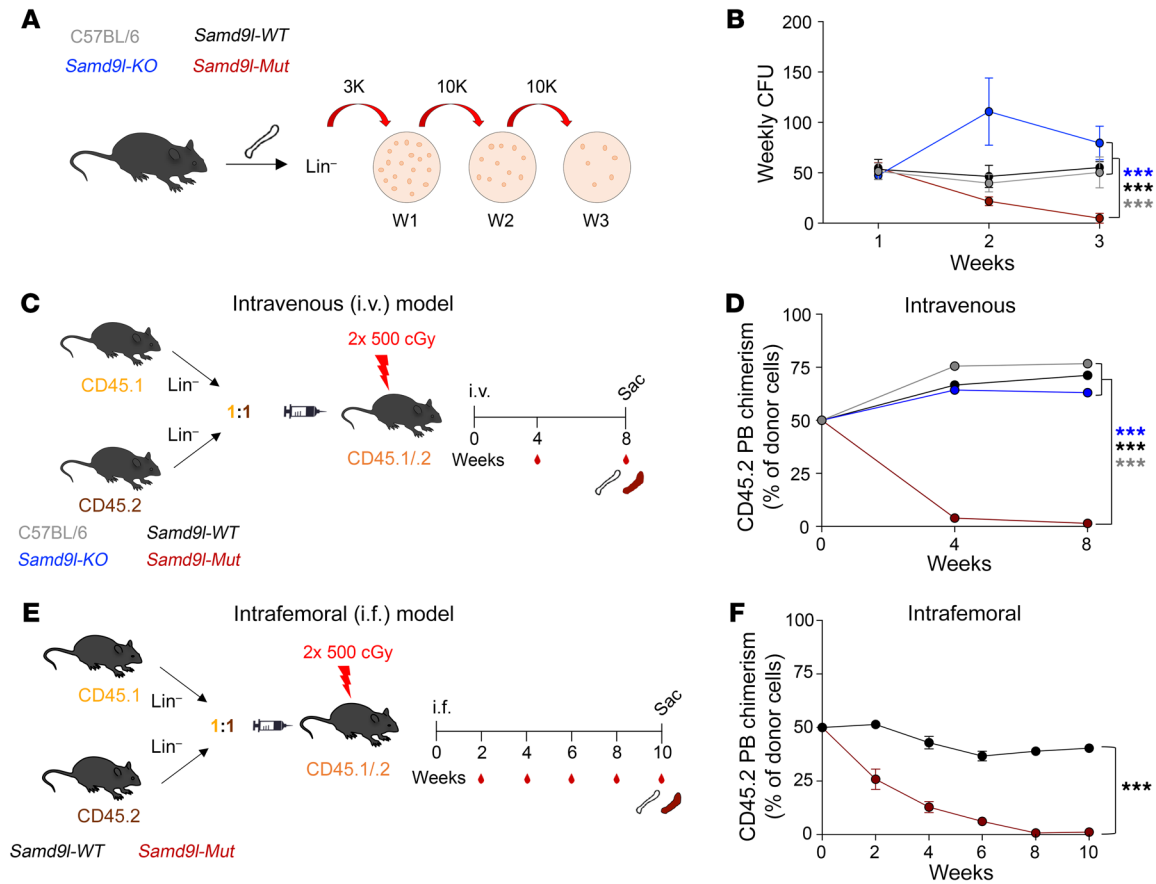 A
C57BL/6 Samd9l-WT
Samd9l-KO Samd9l-Mut
3K 10K 10K
Lin⁻
W1 W2 W3
B
Weekly CFU
200
150
100
50
0
1 2 3
Weeks
***
***
***
C
Intravenous (i.v.) model
CD45.1
Lin⁻
1:1
Lin⁻
CD45.2
2x 500 cGy
CD45.1/.2
i.v. Sac
0 4 8
Weeks
C57BL/6 Samd9l-WT
Samd9l-KO Samd9l-Mut
D
Intravenous
CD45.2 PB chimerism
(% of donor cells)
100
75
50
25
0
0 4 8
Weeks
***
***
***
E
Intrafemoral (i.f.) model
CD45.1
Lin⁻
1:1
Lin⁻
CD45.2
2x 500 cGy
CD45.1/.2
i.f. Sac
0 2 4 6 8 10
Weeks
Samd9l-WT Samd9l-Mut
F
Intrafemoral
CD45.2 PB chimerism
(% of donor cells)
100
75
50
25
0
0 2 4 6 8 10
Weeks
***